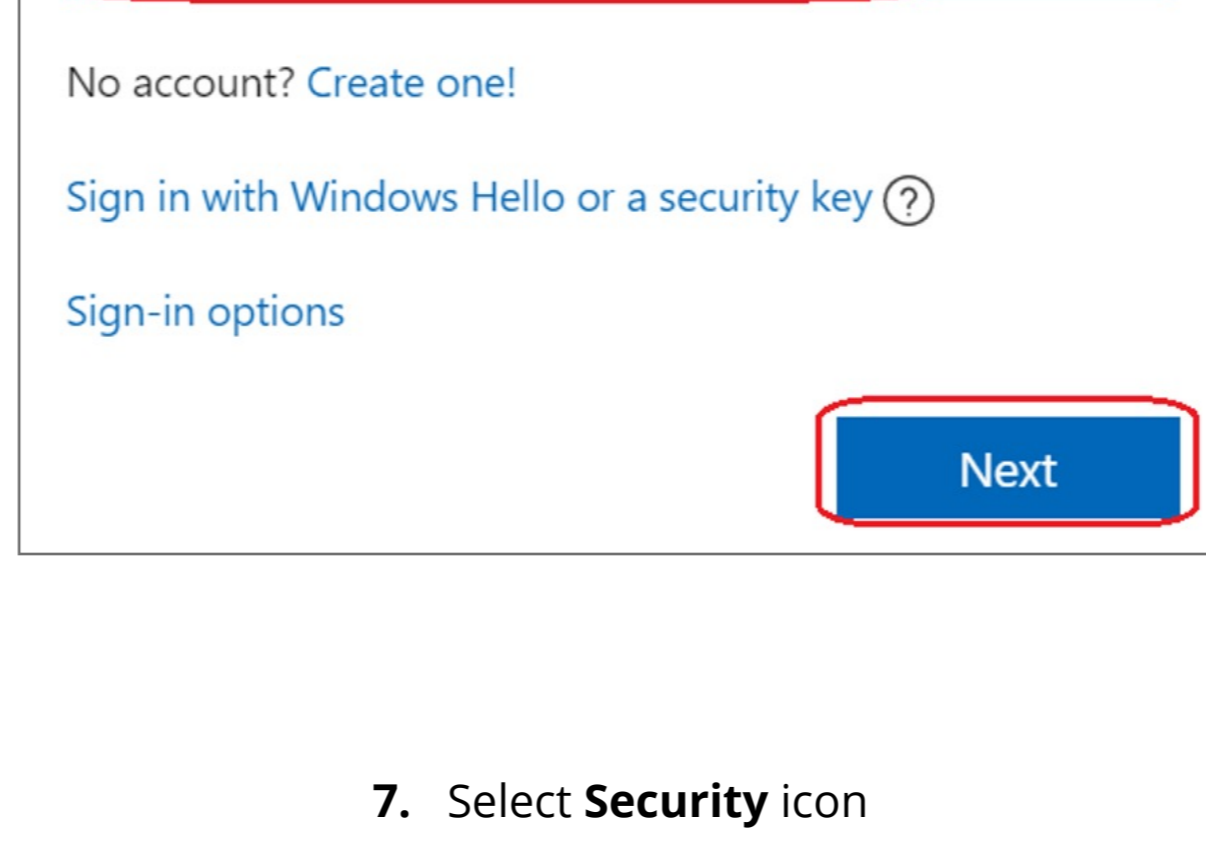 No account? Create one!
Sign in with Windows Hello or a security key ?
Sign-in options
Next
7. Select Security icon